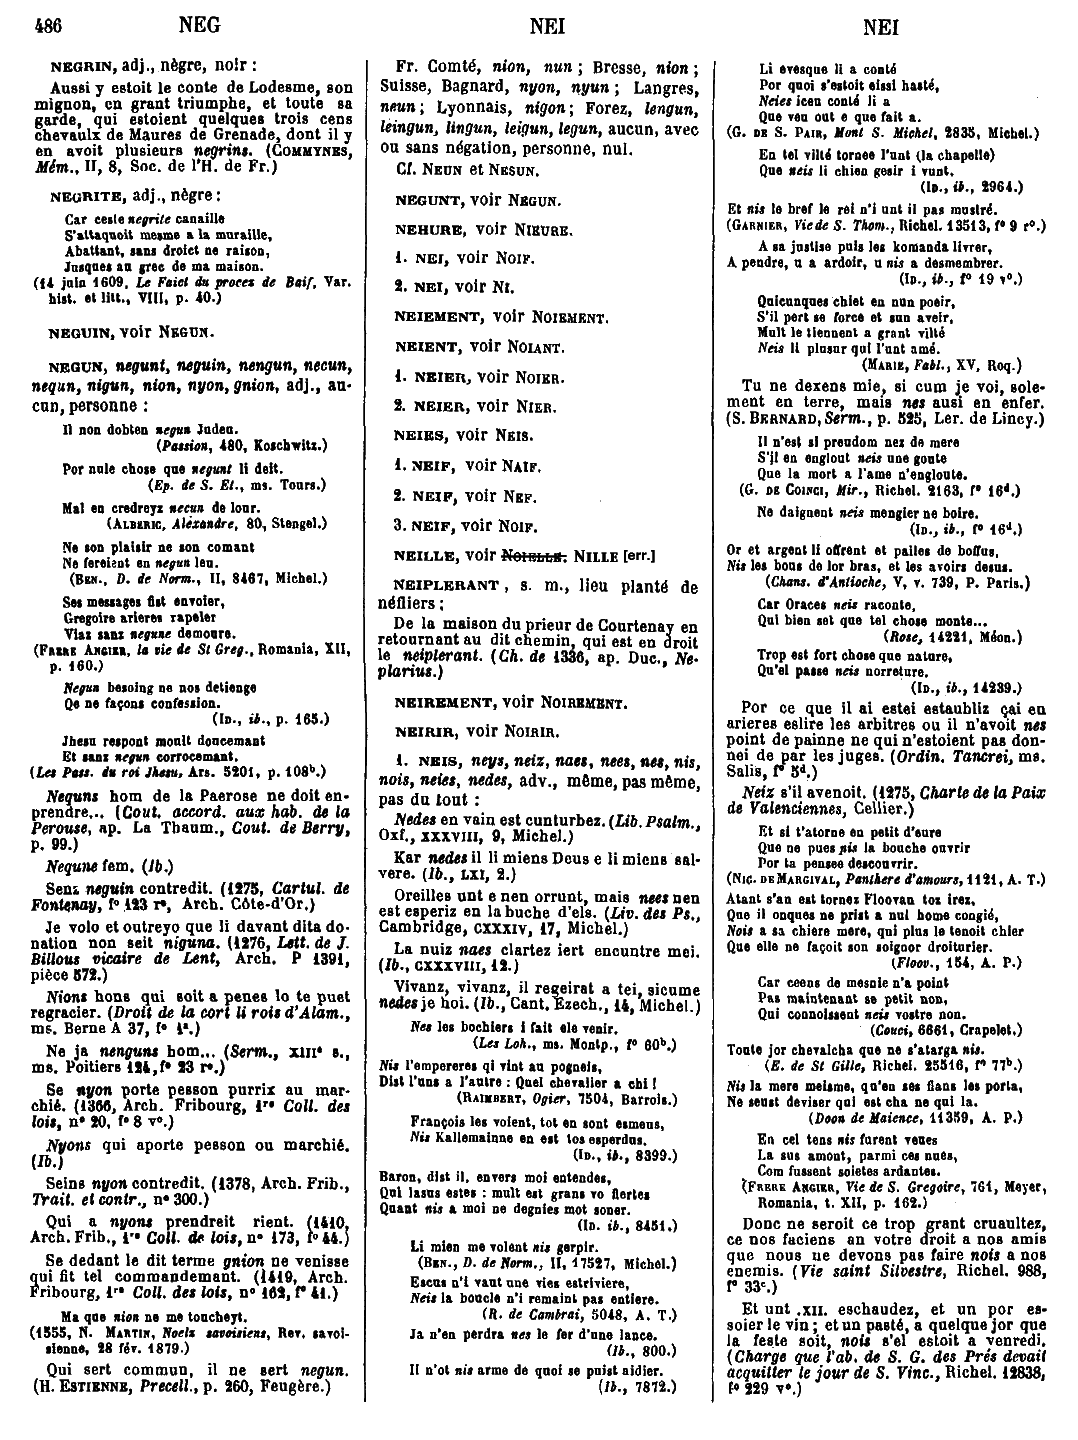 486 NEG NEI NEI
NEGRIN, adj., nègre, noir :
Aussi y estoit le conte de Lodesme, son
mignon, en grant triumphe, et toute sa
garde, qui estoient quelques trois cens
chevaulx de Maures de Grenade, dont il y
en avoit plusieurs negrins. (COMMYNES,
Mém., II, 8, Soc. de l'H. de Fr.)
NEGRITE, adj., nègre :
Car ceste negrite canaille
S'attaquoit mesme a la muraille,
Abattant, sans droict ne raison,
Jusques au grec de ma maison.
(14 juin 1609, Le Faict du proces de Baif, Var.
hist. et litt., VIII, p. 40.)
NEGUIN, voir NEGUN.
NEGUN, negunt, neguin, nengun, necun,
nequn, nigun, nion, nyon, gnion, adj., au-
cun, personne :
Il non dobten negun Judeu.
(Passion, 480, Koschwitz.)
Por nule chose que negunt li deit.
(Ep. de S. Et., ms. Tours.)
Mal en credreyz necun de lour.
(ALBERIC, Alexandre, 80, Stengel.)
Ne son plaisir ne son comant
Ne fereient en negun leu.
(BEN., D. de Norm., II, 8467, Michel.)
Ses messages fist envoier,
Gregoire arieres rapeler
Viaz sanz negune demoure.
(FRERE ANGIER, la vie de St Greg., Romania, XII,
p. 160.)
Negun besoing ne nos detienge
Qe ne façons confession.
(ID., ib., p. 165.)
Jhesu respont moult doucemant
Et sanz negun corrocemant.
(Les Pass. du roi Jhesu, Ars. 5201, p. 108b.)
Nequns hom de la Paerose ne doit en-
prendre... (Cout. accord. aux hab. de la
Perouse, ap. La Thaum., Cout. de Berry,
p. 99.)
Nequne fem. (Ib.)
Senz neguin contredit. (1275, Cartul. de
Fontenay, f° 123 r°, Arch. Côte-d'Or.)
Je volo et outreyo que li davant dita do-
nation non seit niguna. (1276, Lett. de J.
Billous vicaire de Lent, Arch. P 1391,
pièce 572.)
Nions hons qui soit a penes lo te puet
regracier. (Droit de la cort li rois d'Alam.,
ms. Berne A 37, f° 1a.)
Ne ja nenguns hom... (Serm., XIIIe s.,
ms. Poitiers 124, f° 23 r°.)
Se nyon porte pesson purrix au mar-
chié. (1366, Arch. Fribourg, 1re Coll. des
lois, n° 20, f° 8 v°.)
Nyons qui aporte pesson ou marchié.
(Ib.)
Seins nyon contredit. (1378, Arch. Frib.,
Trait. et contr., n° 300.)
Qui a nyons prendreit rient. (1410,
Arch. Frib., 1re Coll. de lois, n° 173, f° 44.)
Se dedant le dit terme gnion ne venisse
qui fit tel commandement. (1419, Arch.
Fribourg, 1re Coll. des lois, n° 162, f° 41.)
Ma que nion ne me toucheyt.
(1555, N. MARTIN, Noelz savoisiens, Rev. savoi-
sienne, 28 fév. 1879.)
Qui sert commun, il ne sert negun.
(H. ESTIENNE, Precell., p. 260, Feugère.)
Fr. Comté, nion, nun ; Bresse, nion ;
Suisse, Bagnard, nyon, nyun ; Langres,
neun ; Lyonnais, nigon ; Forez, lengun,
leingun, lingun, leigun, legun, aucun, avec
ou sans négation, personne, nul.
Cf. NEUN et NESUN.
NEGUNT, voir NEGUN.
NEHURE, voir NIEURE.
1. NEI, voir NOIF.
2. NEI, voir NI.
NEIEMENT, voir NOIEMENT.
NEIENT, voir NOIANT.
1. NEIER, voir NOIER.
2. NEIER, voir NIER.
NEIES, voir NEIS.
1. NEIF, voir NAIF.
2. NEIF, voir NEF.
3. NEIF, voir NOIF.
NEILLE, voir NOIELLE. NILLE [err.]
NEIPLERANT, s. m., lieu planté de
néfliers :
De la maison du prieur de Courtenay en
retournant au dit chemin, qui est en droit
le neiplerant. (Ch. de 1336, ap. Duc., Ne-
plarius.)
NEIREMENT, voir NOIREMENT.
NEIRIR, voir NOIRIR.
1. NEIS, neys, neiz, naes, nees, nes, nis,
nois, neies, nedes, adv., même, pas même,
pas du tout :
Nedes en vain est cunturbez. (Lib. Psalm.,
Oxf., XXXVIII, 9, Michel.)
Kar nedes il li miens Deus e li miens sal-
vere. (Ib., LXI, 2.)
Oreilles unt e nen orrunt, mais nees nen
est esperiz en la buche d'els. (Liv. des Ps.,
Cambridge, CXXXIV, 17, Michel.)
La nuiz naes clartez iert encuntre mei.
(Ib., CXXXVIII, 12.)
Vivanz, vivanz, il regeirat a tei, sicume
nedes je hoi. (Ib., Cant. Ezech., 14, Michel.)
Nes les bochiers i fait ele venir.
(Les Loh., ms. Montp., f° 60b.)
Nis l'empereres qi vint au pogneis,
Dist l'uns a l'autre : Quel chevalier a chi !
(RAIMBERT, Ogier, 7504, Barrois.)
François les voient, tot en sont esmeus,
Nis Kallemainne en est tos esperdus.
(ID., ib., 8399.)
Baron, dist il, envers moi entendes,
Qui lasus estes : mult est grans vo fiertes
Quant nis a moi ne degnies mot soner.
(ID. ib., 8451.)
Li mien me volent nis gerpir.
(BEN., D. de Norm., II, 17527, Michel.)
Escus n'i vaut une vies estriviere,
Neis la boucle n'i remaint pas entiere.
(R. de Cambrai, 5048, A. T.)
Ja n'en perdra nes le fer d'une lance.
(Ib., 800.)
Il n'ot nis arme de quoi se puist aidier.
(Ib., 7872.)
Li evesque li a conté
Por quoi s'estoit eissi hasté,
Neies icen conté li a
Que veu out e que fait a.
(G. DE S. PAIR, Mont S. Michel, 2835, Michel.)
En tel vilté tornee l'unt (la chapelle)
Que neis li chien gesir i vunt.
(ID., ib., 2964.)
Et nis le bref le rei n'i unt il pas mustré.
(GARNIER, Vie de S. Thom., Richel. 13513, f° 9 r°.)
A sa justise puis les komanda livrer,
A pendre, u a ardoir, u nis a desmembrer.
(ID., ib., f° 19 v°.)
Quicunques chiet en nun poeir,
S'il pert se force et sun aveir,
Mult le tiennent a grant vilté
Neis li plusur qui l'unt amé.
(MARIE, Fabl., XV, Roq.)
Tu ne dexens mie, si cum je voi, sole-
ment en terre, mais nes ausi en enfer.
(S. BERNARD, Serm., p. 525, Ler. de Lincy.)
Il n'est si preudom nez de mere
S'il en englout neis une goute
Que la mort a l'ame n'engloute.
(G. DE COINCI, Mir., Richel. 2163, f° 16d.)
Ne daignent neis mengier ne boire.
(ID., ib., f° 16d.)
Or et argent li offrent et pailes de boffus,
Nis les bous de lor bras, et les avoirs desus.
(Chans. d'Antioche, V, v. 739, P. Paris.)
Car Oraces neis raconte,
Qui bien set que tel chose monte...
(Rose, 14221, Méon.)
Trop est fort chose que nature,
Qu'el passe neis norreture.
(ID., ib., 14239.)
Por ce que il ai estei estaubliz çai en
arieres eslire les arbitres ou il n'avoit nes
point de painne ne qui n'estoient pas don-
nei de par les juges. (Ordin. Tancrei, ms.
Salis, f° 5d.)
Neiz s'il avenoit. (1275, Charte de la Paix
de Valenciennes, Cellier.)
Et si t'atorne en petit d'eure
Que ne pues nis la bouche ouvrir
Por ta pensee descouvrir.
(NIC. DE MARGIVAL, Panthere d'amours, 1121, A. T.)
Atant s'an est tornez Floovan toz irez,
Que il onques ne prist a nul home congié,
Nois a sa chiere mere, qui plus le tenoit chier
Que elle ne façoit son soignor droiturier.
(Floov., 154, A. P.)
Car ceens de mesnie n'a point
Pas maintenant se petit non,
Qui connoissent neis vostre non.
(Couci, 6661, Crapelet.)
Toute jor chevalcha que ne s'atarga nis.
(E. de St Gille, Richel. 25516, f° 77b.)
Nis la mere meisme, qu'en ses flans les porta,
Ne seust deviser qui est cha ne qui la.
(Doon de Maience, 11359, A. P.)
En cel tens nis furent veues
La sus amont, parmi ces nues,
Com fussent soietes ardantes.
(FRERE ANGIER, Vie de S. Gregoire, 761, Meyer,
Romania, t. XII, p. 162.)
Donc ne seroit ce trop grant cruaultez,
ce nos faciens an votre droit a nos amis
que nous ne devons pas faire nois a nos
enemis. (Vie saint Silvestre, Richel. 988,
f° 33c.)
Et unt .XII. eschaudez, et un por es-
soier le vin ; et un pasté, a quelque jor que
la feste soit, nois s'el estoit a venredi.
(Charge que l'ab. de S. G. des Prés devait
acquitter le jour de S. Vinc., Richel. 12838,
f° 229 v°.)